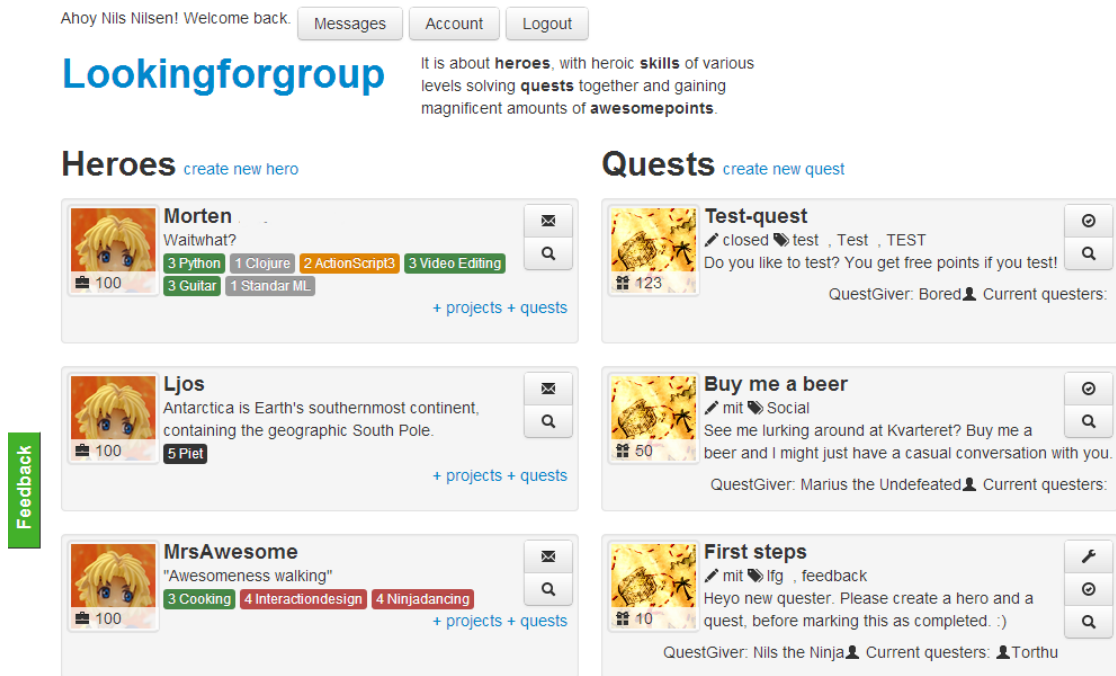 Ahoy Nils Nilsen! Welcome back. Messages Account Logout
Lookingforgroup
It is about heroes, with heroic skills of various
levels solving quests together and gaining
magnificent amounts of awesomepoints.
Heroes create new hero
Morten
Waitwhat?
3 Python 1 Clojure 2 ActionScript3 3 Video Editing
3 Guitar 1 Standar ML
100
+ projects + quests
Ljos
Antarctica is Earth's southernmost continent,
containing the geographic South Pole.
5 Piet
100
+ projects + quests
MrsAwesome
"Awesomeness walking"
3 Cooking 4 Interactiondesign 4 Ninjadancing
100
+ projects + quests
Quests create new quest
Test-quest
closed test , Test , TEST
Do you like to test? You get free points if you test!
123
QuestGiver: Bored Current questers:
Buy me a beer
mit Social
See me lurking around at Kvarteret? Buy me a
beer and I might just have a casual conversation with you.
50
QuestGiver: Marius the Undefeated Current questers:
First steps
mit lfg , feedback
Heyo new quester. Please create a hero and a
quest, before marking this as completed. :)
10
QuestGiver: Nils the Ninja Current questers: Torthu
Feedback